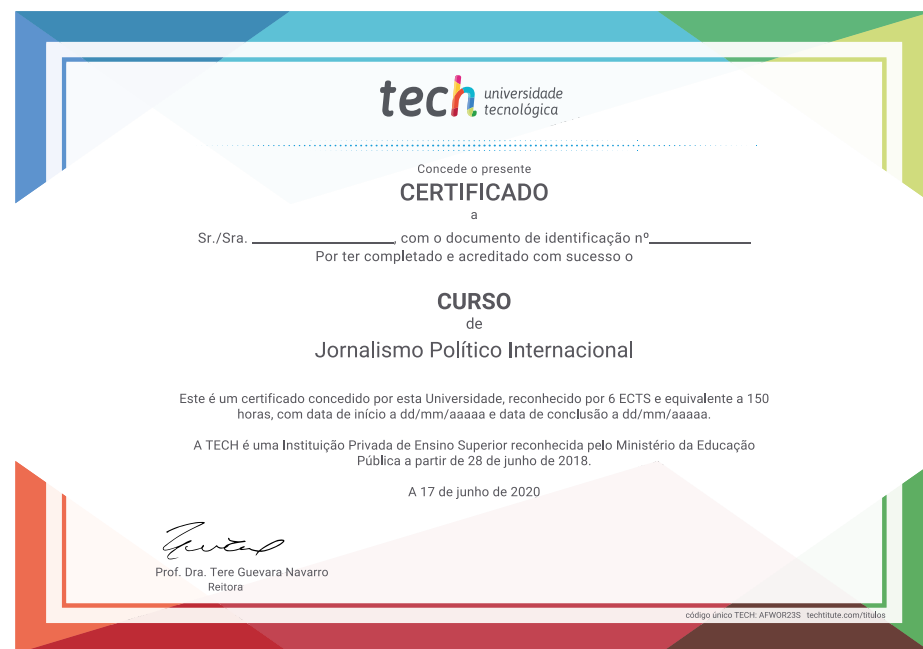 tech universidade
tecnológica
Concede o presente
CERTIFICADO
a
Sr./Sra. ____________________, com o documento de identificação nº______________
Por ter completado e acreditado com sucesso o
CURSO
de
Jornalismo Político Internacional
Este é um certificado concedido por esta Universidade, reconhecido por 6 ECTS e equivalente a 150
horas, com data de início a dd/mm/aaaaa e data de conclusão a dd/mm/aaaaa.
A TECH é uma Instituição Privada de Ensino Superior reconhecida pelo Ministério da Educação
Pública a partir de 28 de junho de 2018.
A 17 de junho de 2020
Prof. Dra. Tere Guevara Navarro
Reitora
código único TECH: AFWOR23S techtitute.com/titulos